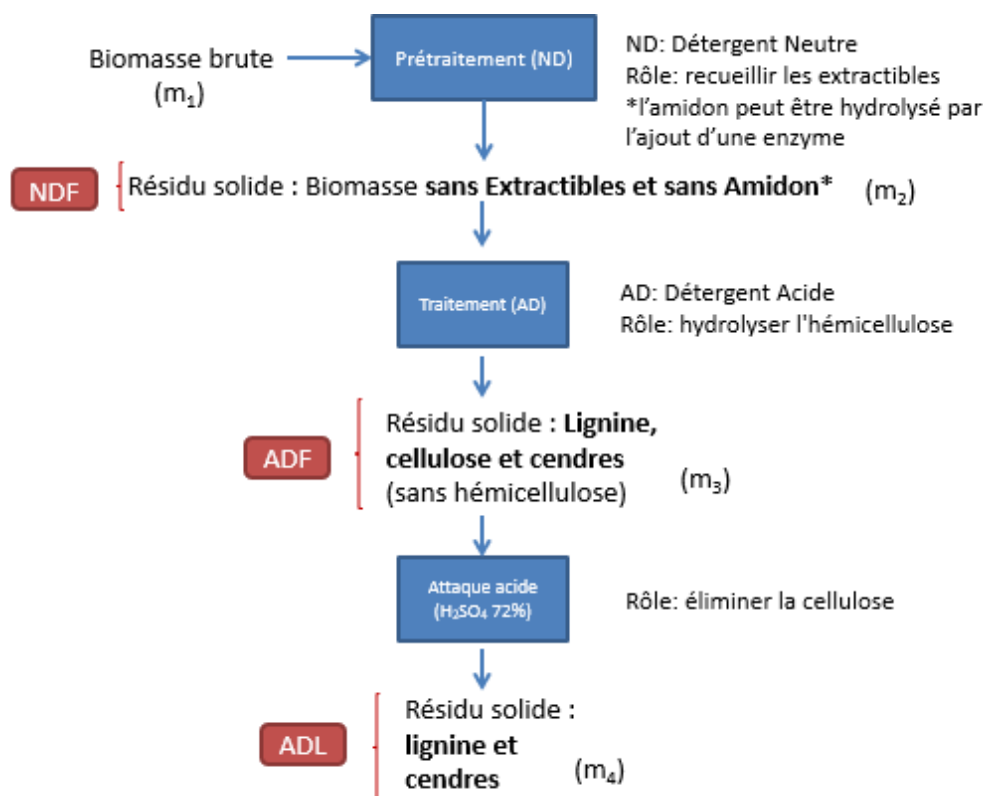 Biomasse brute
(m₁)
Prétraitement (ND)
ND: Détergent Neutre
Rôle: recueillir les extractibles
*l'amidon peut être hydrolysé par
l'ajout d'une enzyme
NDF
Résidu solide : Biomasse sans Extractibles et sans Amidon*
(m₂)
Traitement (AD)
AD: Détergent Acide
Rôle: hydrolyser l'hémicellulose
ADF
Résidu solide : Lignine,
cellulose et cendres
(sans hémicellulose)
(m₃)
Attaque acide
(H₂SO₄ 72%)
Rôle: éliminer la cellulose
ADL
Résidu solide :
lignine et
cendres
(m₄)